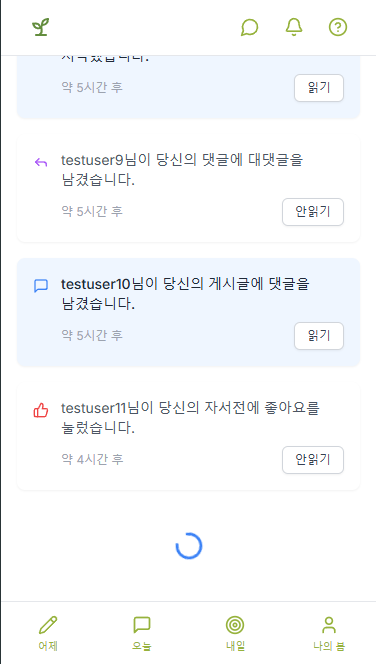 시작했습니다.
약 5시간 후
읽기
testuser9님이 당신의 댓글에 대댓글을
남겼습니다.
약 5시간 후
안읽기
testuser10님이 당신의 게시글에 댓글을
남겼습니다.
약 5시간 후
읽기
testuser11님이 당신의 자서전에 좋아요를
눌렀습니다.
약 4시간 후
안읽기
어제
오늘
내일
나의 봄